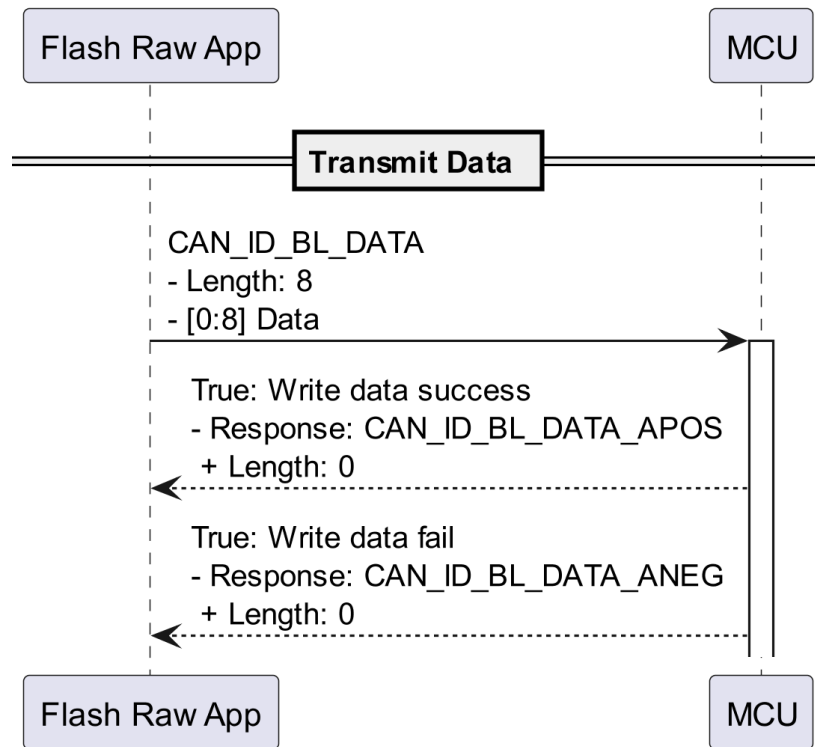 Flash Raw App
MCU
Transmit Data
CAN_ID_BL_DATA
- Length: 8
- [0:8] Data
True: Write data success
- Response: CAN_ID_BL_DATA_APOS
+ Length: 0
True: Write data fail
- Response: CAN_ID_BL_DATA_ANEG
+ Length: 0
Flash Raw App
MCU